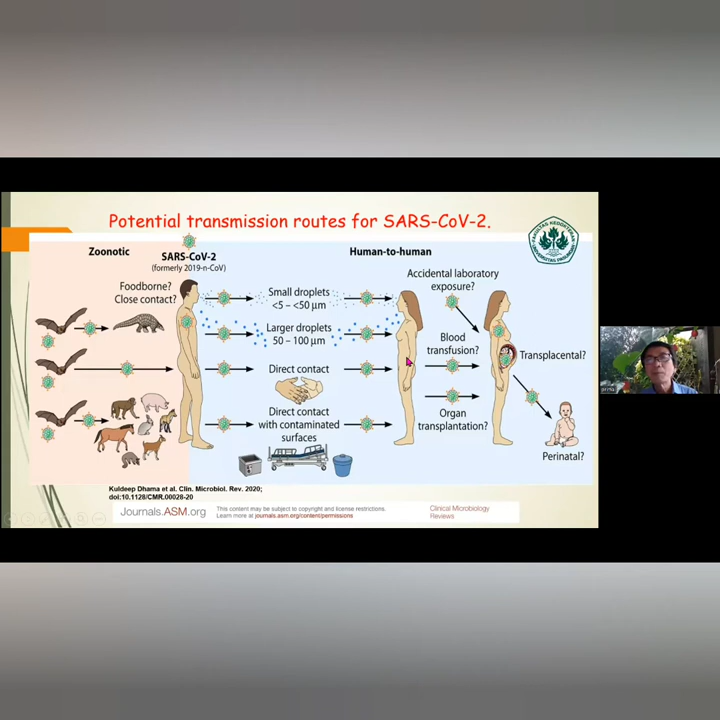 Potential transmission routes for SARS-CoV-2.
Zoonotic
SARS-CoV-2
(formerly 2019-n-CoV)
Human-to-human
Foodborne?
Close contact?
Small droplets
<5 – <50 µm
Larger droplets
50 – 100 µm
Direct contact
Direct contact
with contaminated
surfaces
Accidental laboratory
exposure?
Blood
transfusion?
Organ
transplantation?
Transplacental?
Perinatal?
Kuldeep Dhama et al. Clin. Microbiol. Rev. 2020;
doi:10.1128/CMR.00028-20
Journals.ASM.org
This content may be subject to copyright and license restrictions.
Learn more at journals.asm.org/content/permissions
Clinical Microbiology
Reviews